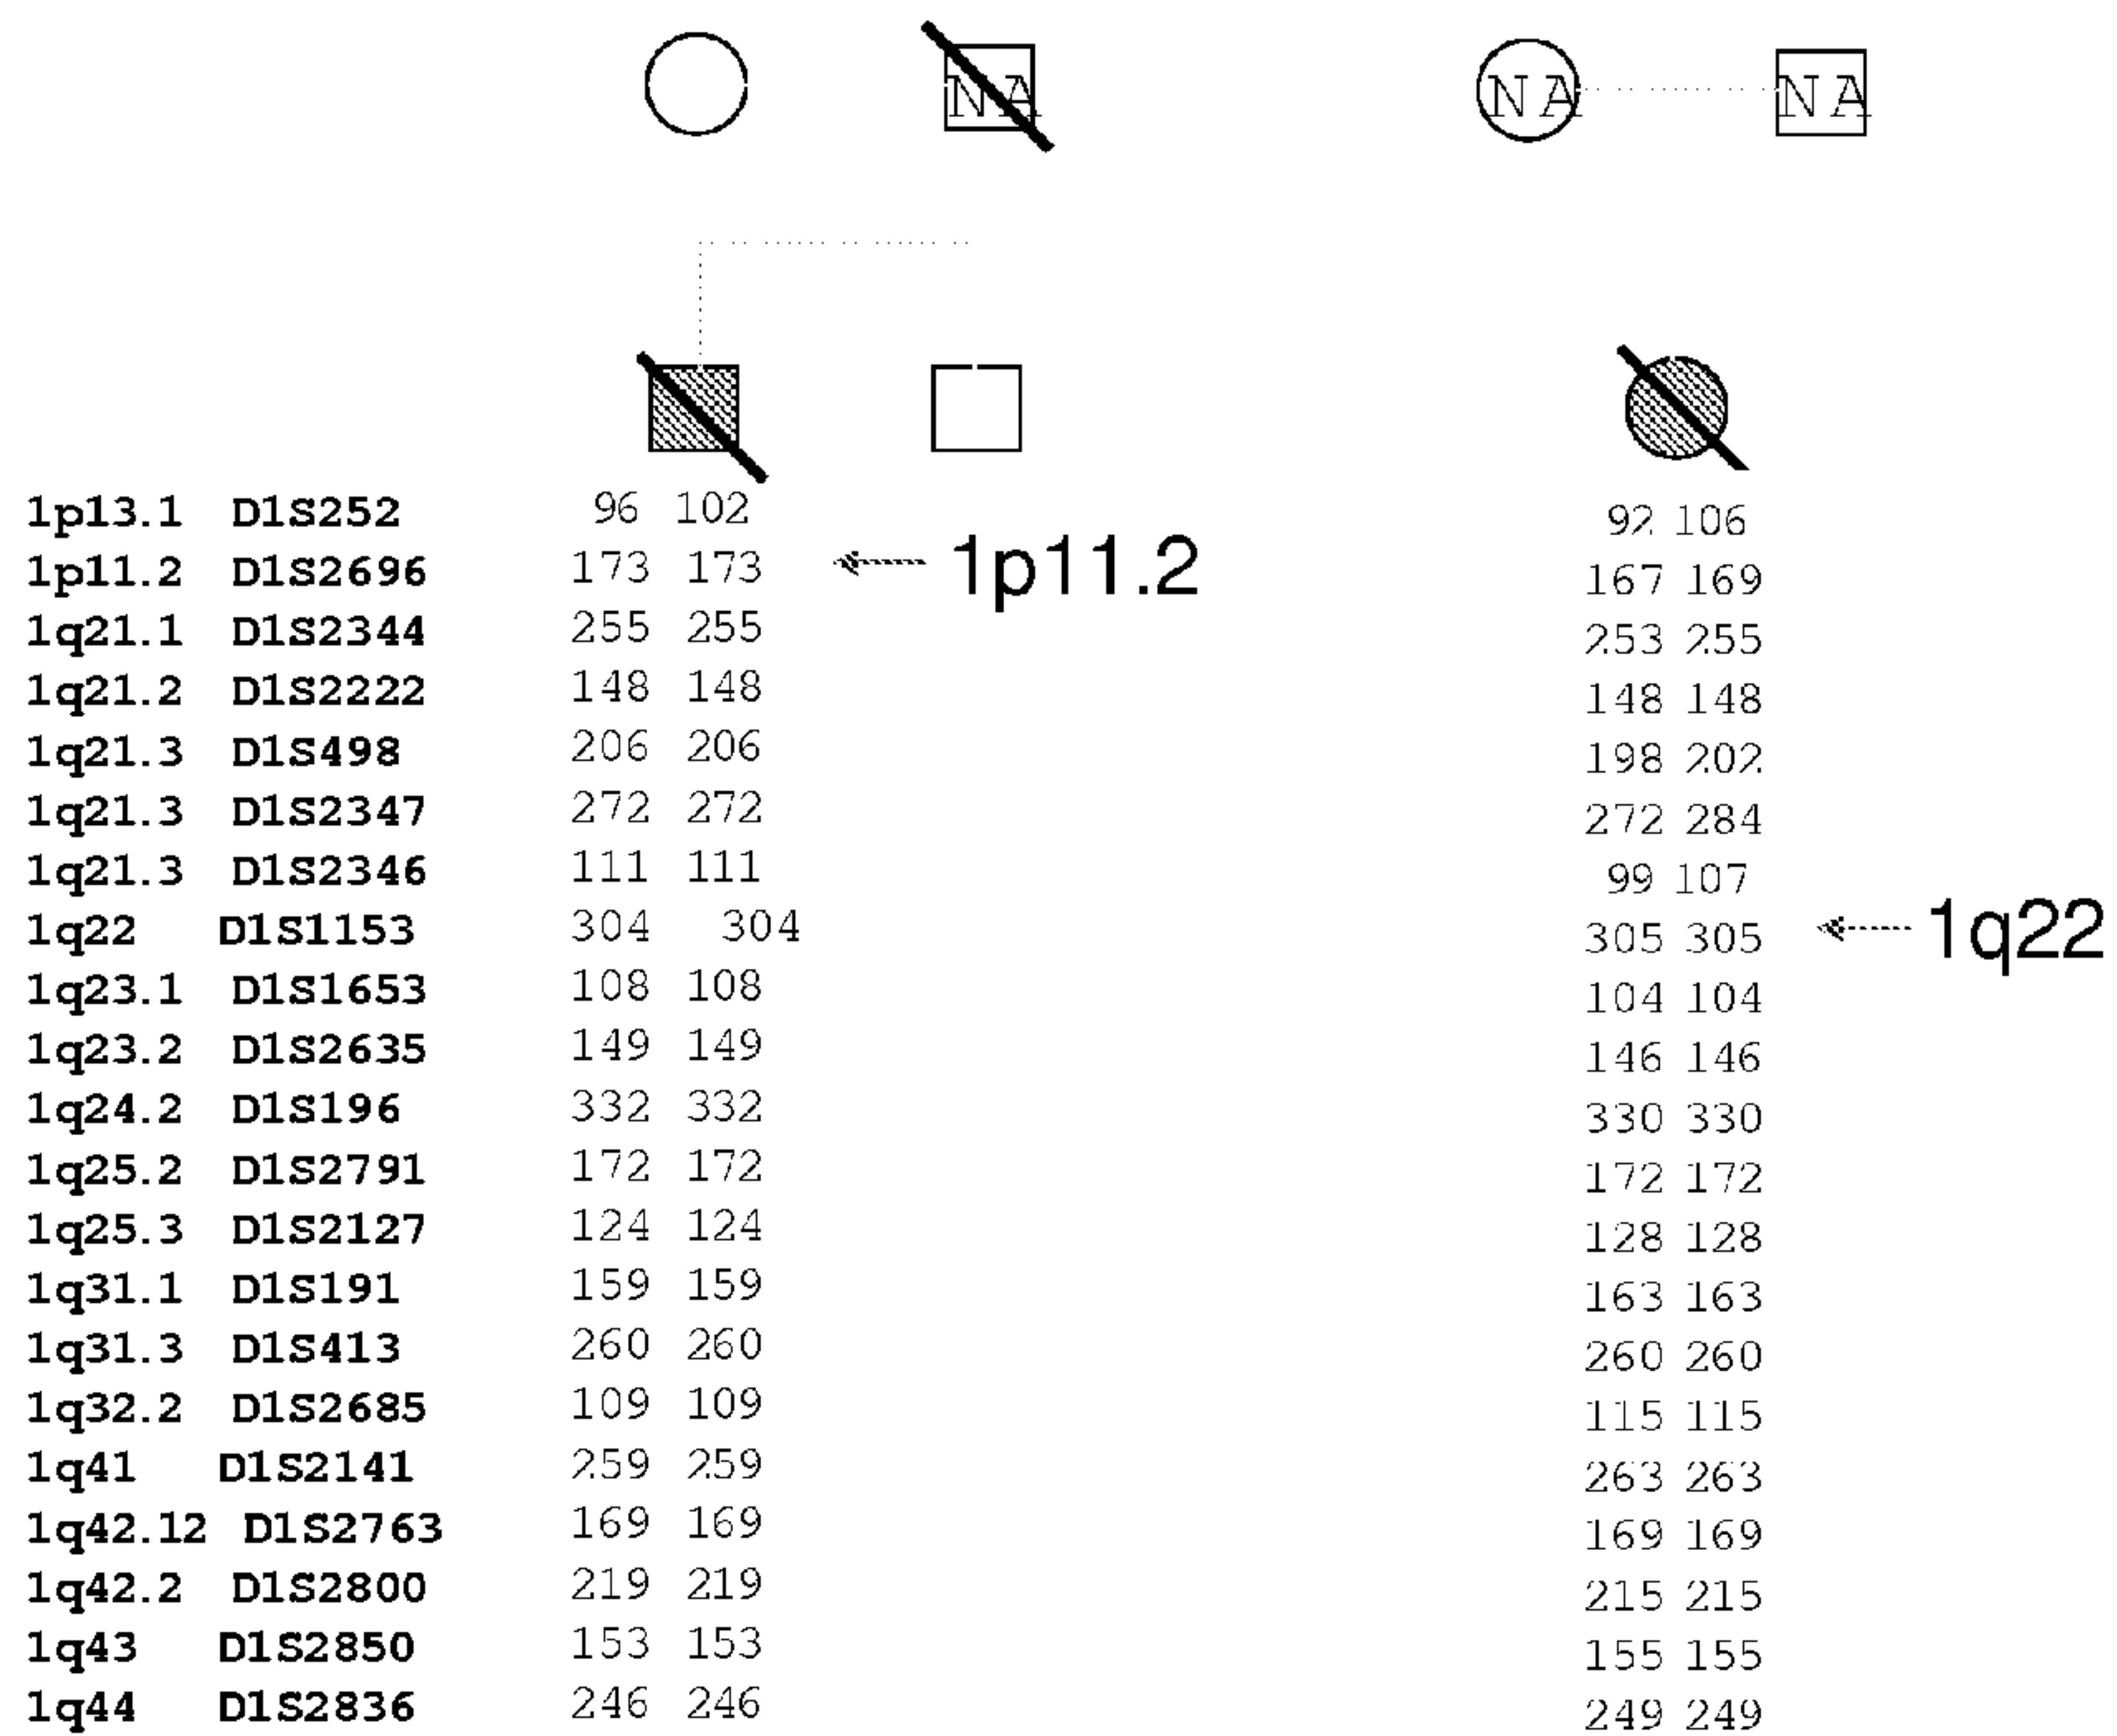 NA NA NA
1p13.1 D1S252 96 102 92 106
1p11.2 D1S2696 173 173 1p11.2 167 169
1q21.1 D1S2344 255 255 253 255
1q21.2 D1S2222 148 148 148 148
1q21.3 D1S498 206 206 198 202
1q21.3 D1S2347 272 272 272 284
1q21.3 D1S2346 111 111 99 107
1q22 D1S1153 304 304 305 305 1q22
1q23.1 D1S1653 108 108 104 104
1q23.2 D1S2635 149 149 146 146
1q24.2 D1S196 332 332 330 330
1q25.2 D1S2791 172 172 172 172
1q25.3 D1S2127 124 124 128 128
1q31.1 D1S191 159 159 163 163
1q31.3 D1S413 260 260 260 260
1q32.2 D1S2685 109 109 115 115
1q41 D1S2141 259 259 263 263
1q42.12 D1S2763 169 169 169 169
1q42.2 D1S2800 219 219 215 215
1q43 D1S2850 153 153 155 155
1q44 D1S2836 246 246 249 249